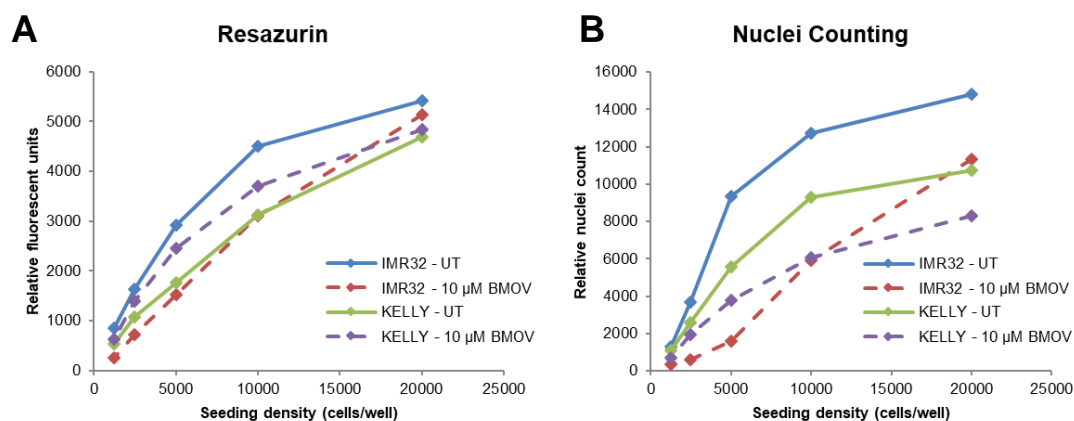 A
Resazurin
Relative fluorescent units
6000
5000
4000
3000
2000
1000
0
0
5000
10000
15000
20000
25000
Seeding density (cells/well)
IMR32 - UT
IMR32 - 10 µM BMOV
KELLY - UT
KELLY - 10 µM BMOV
B
Nuclei Counting
Relative nuclei count
16000
14000
12000
10000
8000
6000
4000
2000
0
0
5000
10000
15000
20000
25000
Seeding density (cells/well)
IMR32 - UT
IMR32 - 10 µM BMOV
KELLY - UT
KELLY - 10 µM BMOV